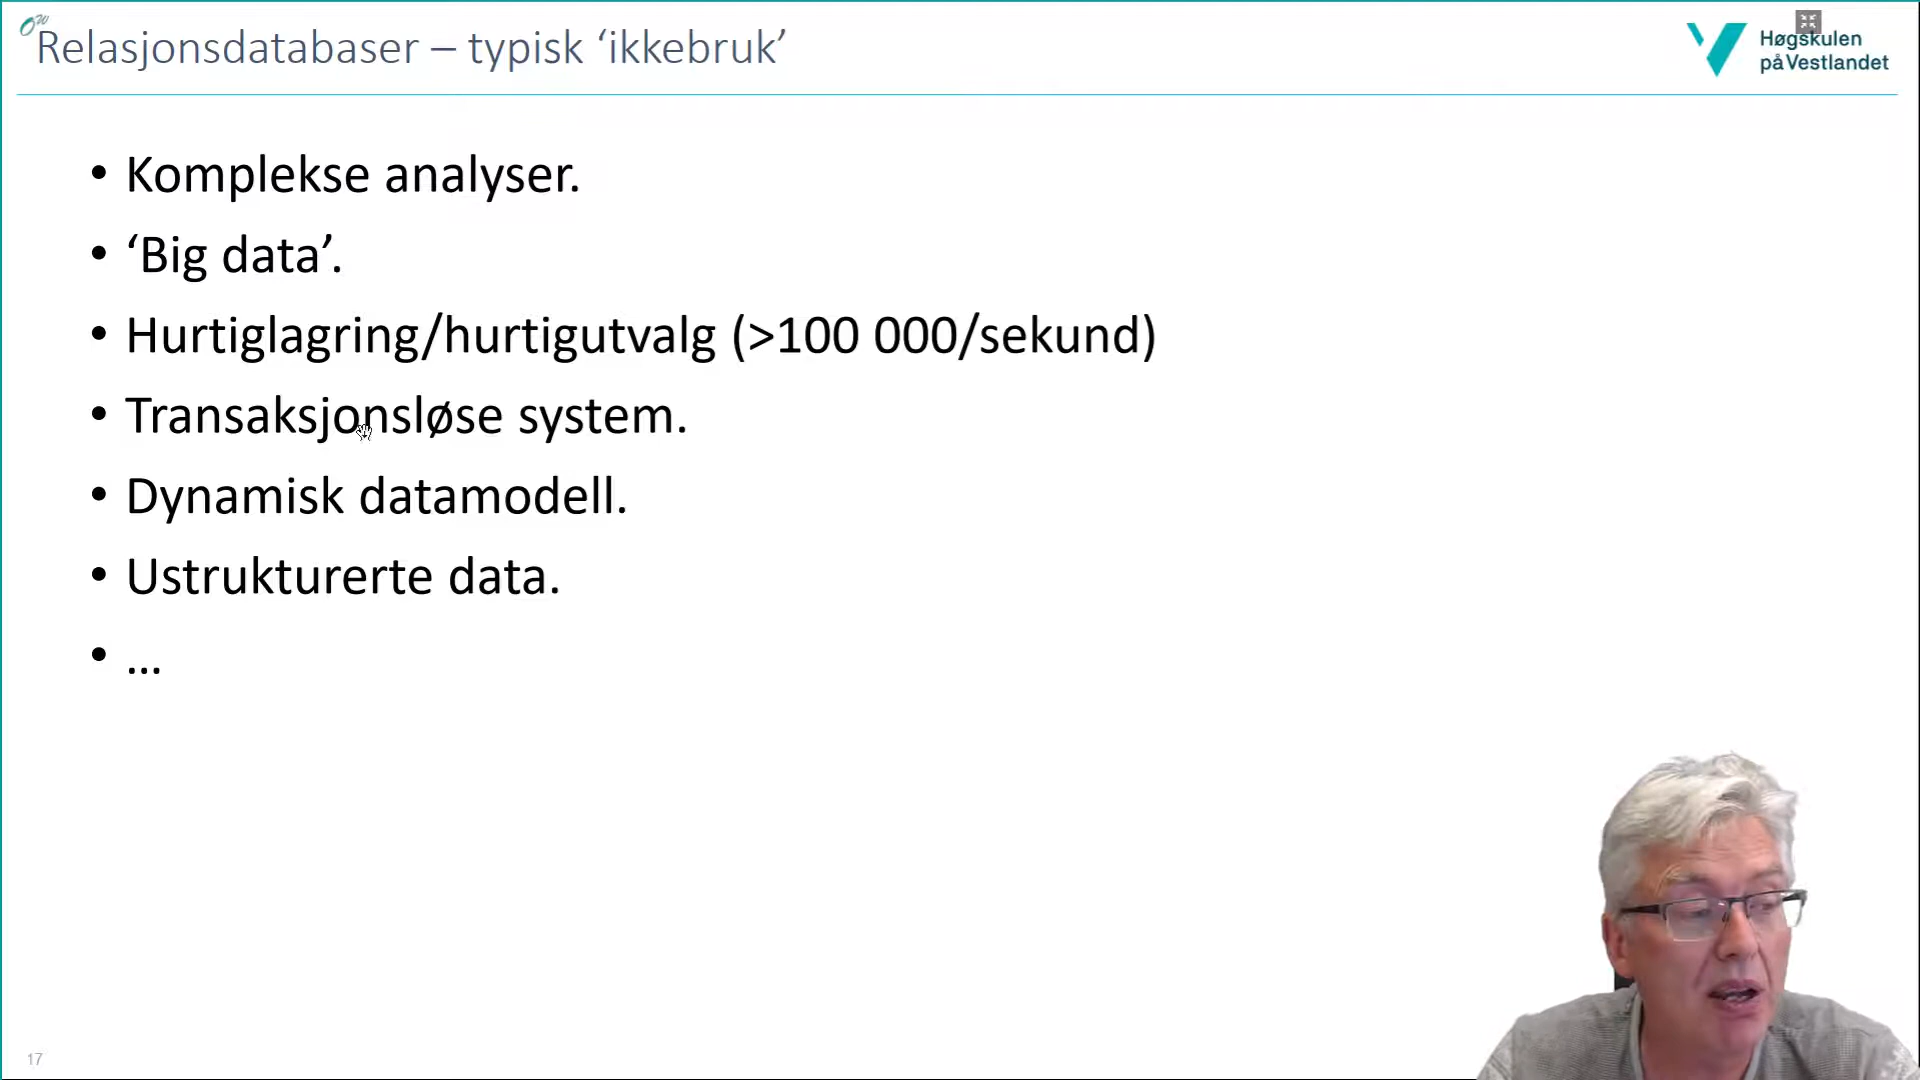 OW
Relasjonsdatabaser – typisk ‘ikkebruk’
Høgskulen
på Vestlandet
• Komplekse analyser.
• ‘Big data’.
• Hurtiglagring/hurtigutvalg (>100 000/sekund)
• Transaksjonsløse system.
• Dynamisk datamodell.
• Ustrukturerte data.
• …
17